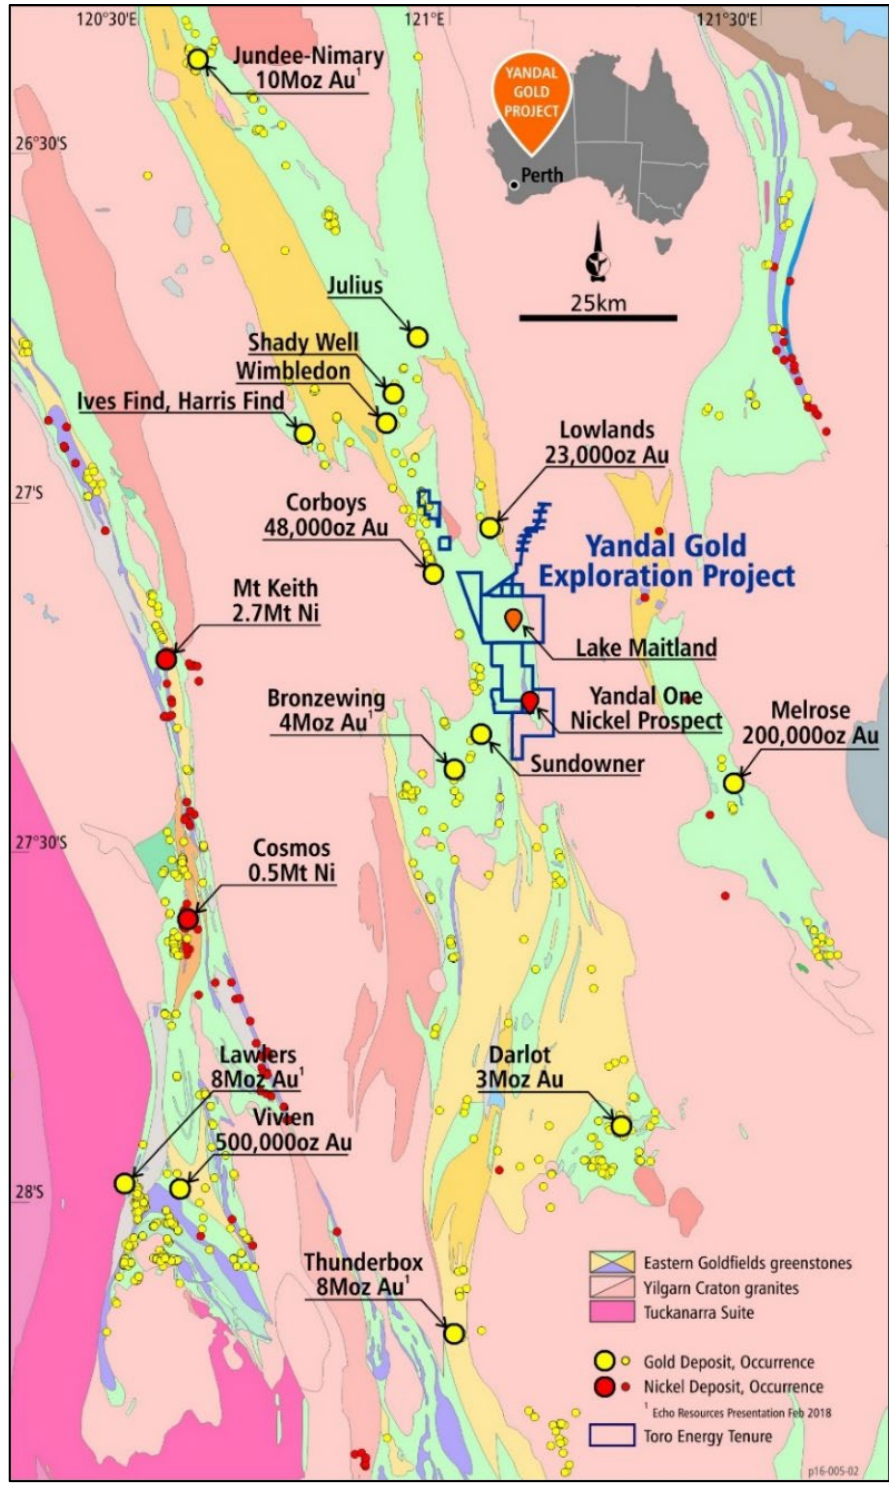 120°30'E
121°E
121°30'E
Jundee-Nimary
10Moz Au¹
YANDAL
GOLD
PROJECT
26°30'S
Perth
25km
Julius
Shady Well
Wimbledon
Ives Find, Harris Find
Lowlands
23,000oz Au
27°S
Corboys
48,000oz Au
Yandal Gold
Exploration Project
Mt Keith
2.7Mt Ni
Lake Maitland
Bronzewing
4Moz Au¹
Yandal One
Nickel Prospect
Melrose
200,000oz Au
Sundowner
27°30'S
Cosmos
0.5Mt Ni
Lawlers
8Moz Au¹
Darlot
3Moz Au
Vivien
500,000oz Au
28°S
Thunderbox
8Moz Au¹
Eastern Goldfields greenstones
Yilgarn Craton granites
Tuckanarra Suite
Gold Deposit, Occurrence
Nickel Deposit, Occurrence
¹ Echo Resources Presentation Feb 2018
Toro Energy Tenure
p16-005-02